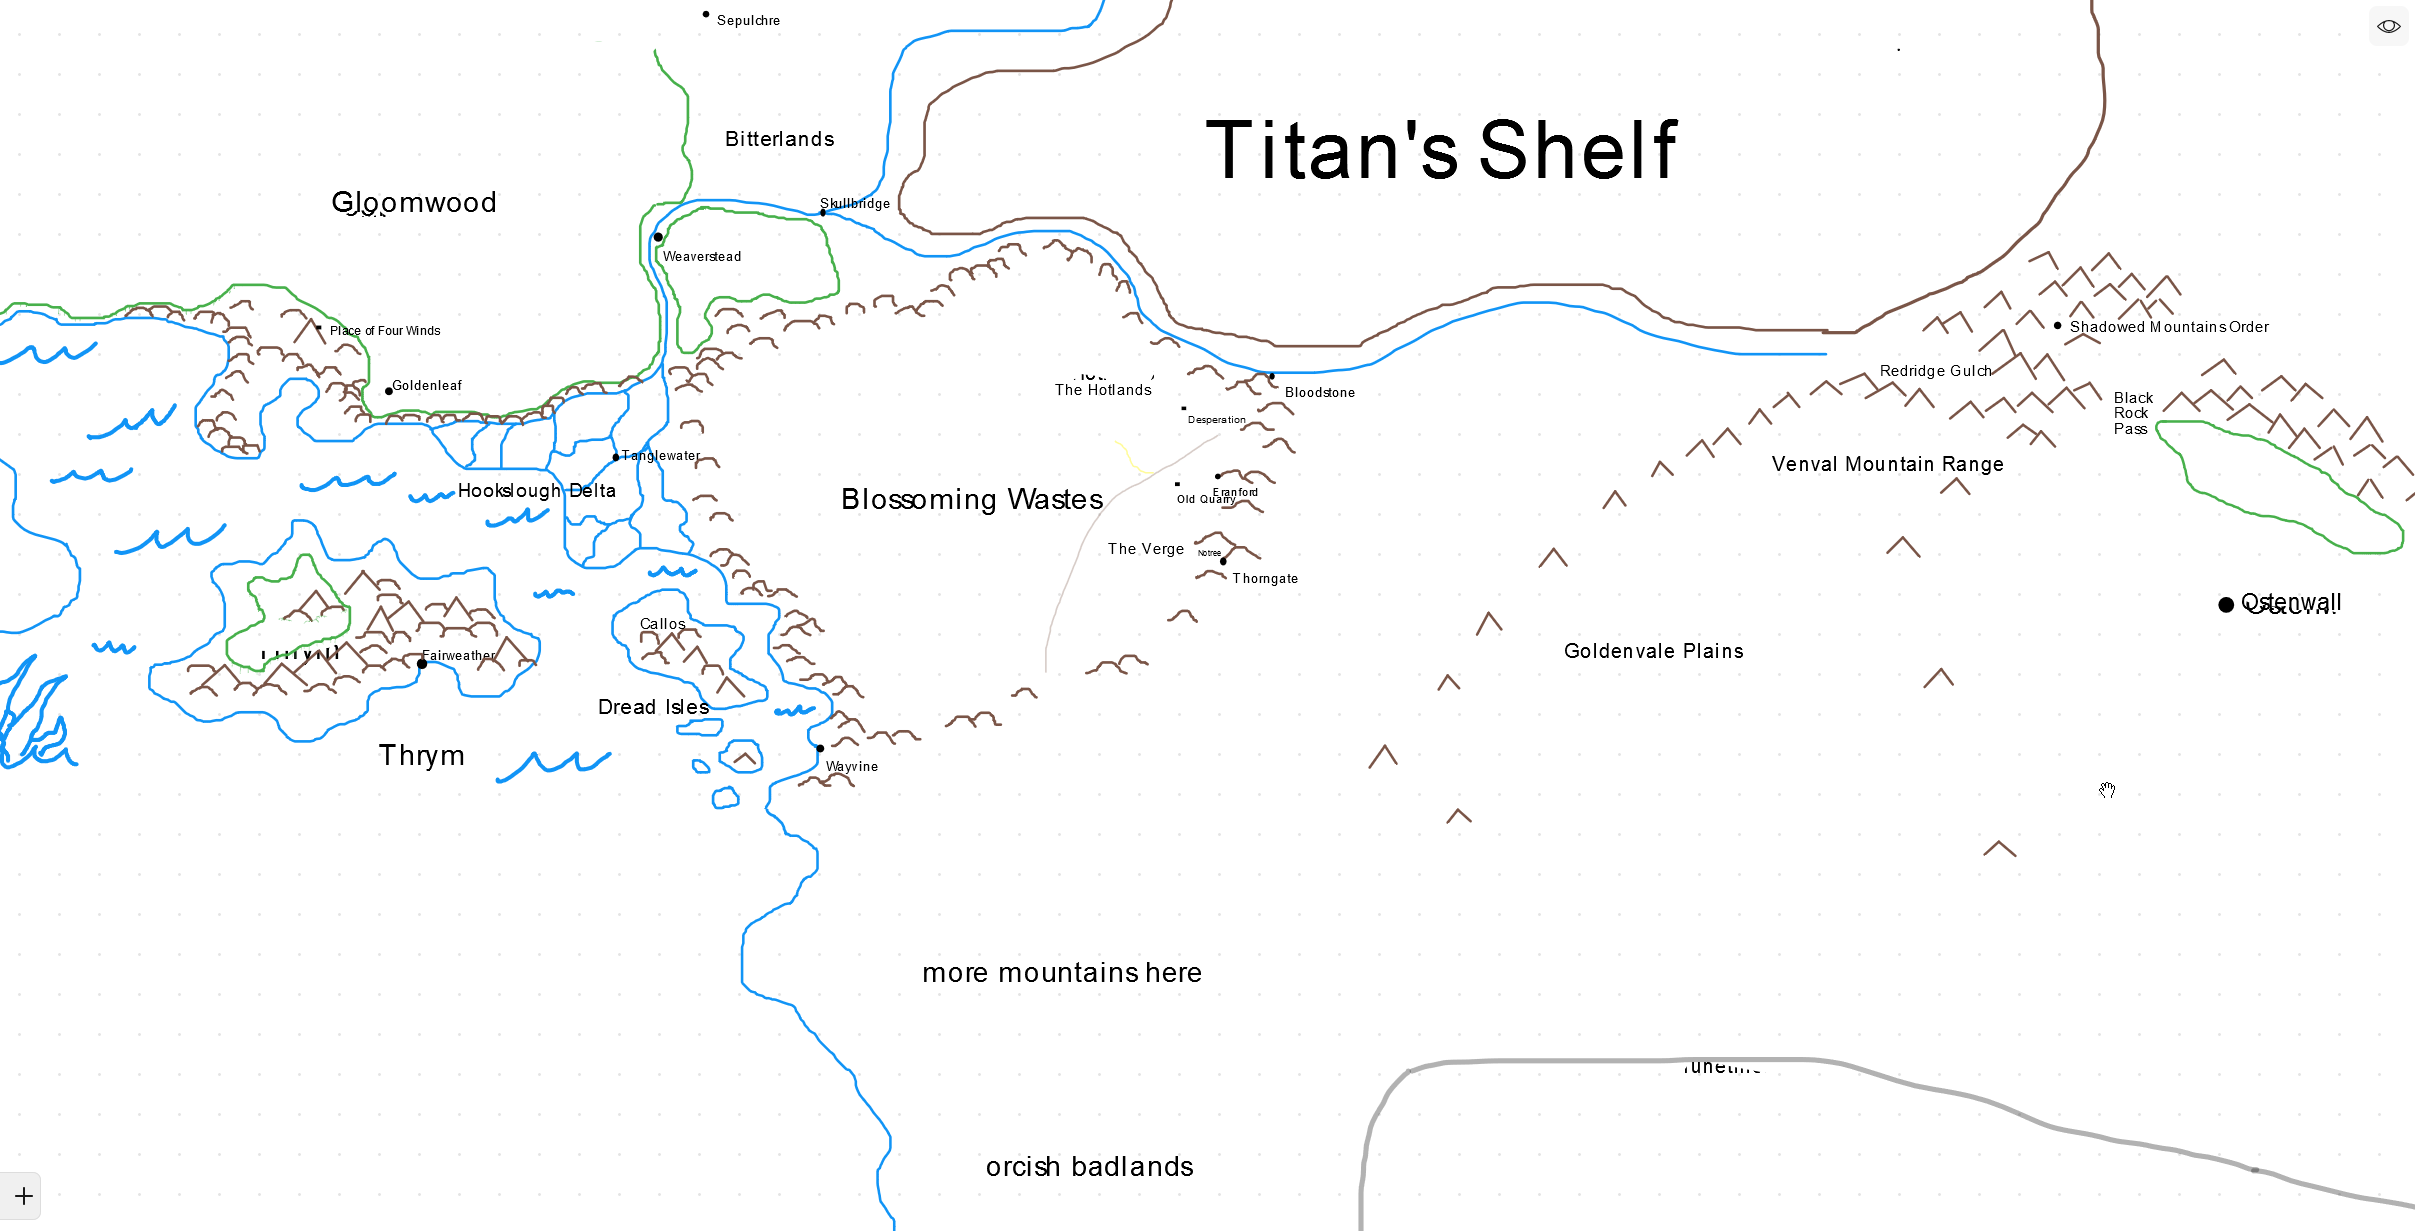 Sepulchre
Bitterlands
Titan's Shelf
Gloomwood
Skullbridge
Weaverstead
Place of Four Winds
Shadowed Mountains Order
Redridge Gulch
Goldenleaf
The Hotlands
Bloodstone
Black
Rock
Pass
Desperation
Tanglewater
Venval Mountain Range
Hookslough Delta
Blossoming Wastes
Eranford
Old Quarry
The Verge
Notree
Thorngate
Ostenwall
Callos
Fairweather
Goldenvale Plains
Dread Isles
Thrym
Wayvine
more mountains here
orcish badlands